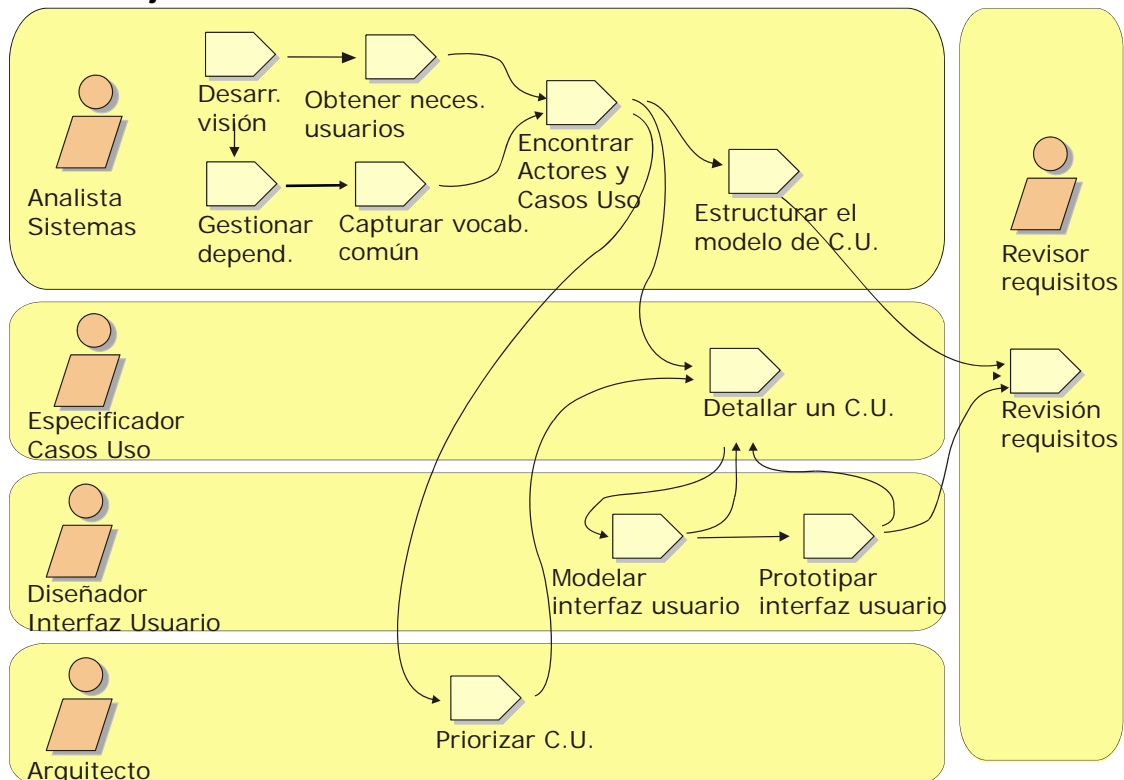 Desarr.
visión
Obtener neces.
usuarios
Encontrar
Actores y
Casos Uso
Analista
Sistemas
Gestionar
depend.
Capturar vocab.
común
Estructurar el
modelo de C.U.
Revisor
requisitos
Especificador
Casos Uso
Detallar un C.U.
Revisión
requisitos
Diseñador
Interfaz Usuario
Modelar
interfaz usuario
Prototipar
interfaz usuario
Priorizar C.U.
Arquitecto